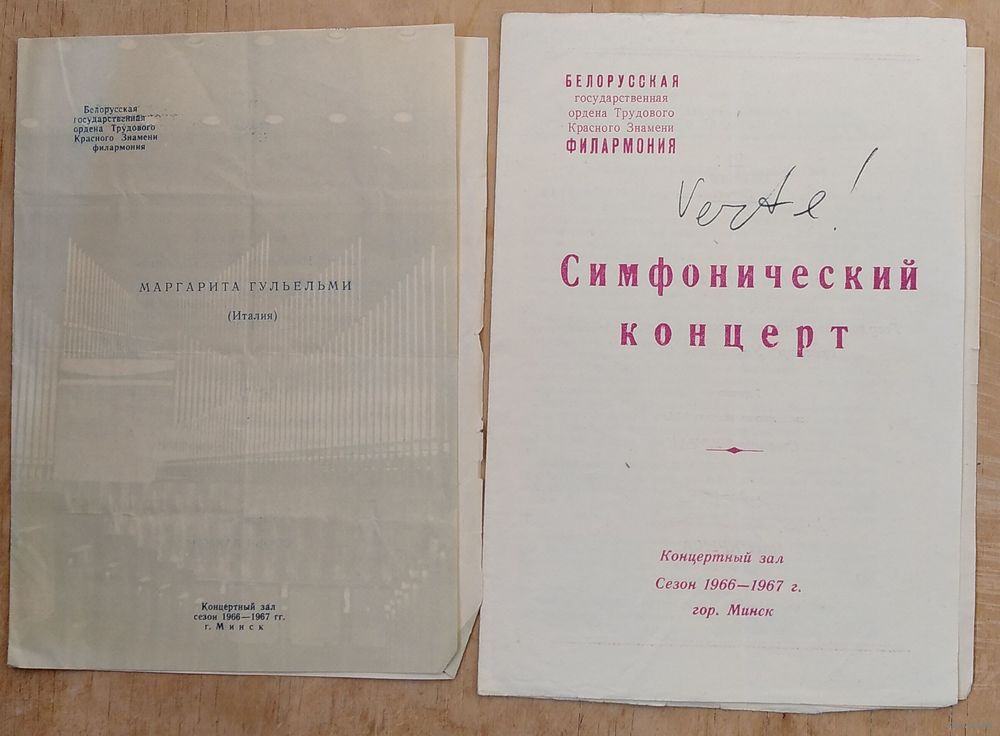 Белорусская
государственная
ордена Трудового
Красного Знамени
филармония
МАРГАРИТА ГУЛЬЕЛЬМИ
(Италия)
Концертный зал
сезон 1966—1967 гг.
г. Минск
БЕЛОРУССКАЯ
государственная
ордена Трудового
Красного Знамени
ФИЛАРМОНИЯ
Verte!
Симфонический
концерт
Концертный зал
Сезон 1966—1967 г.
гор. Минск